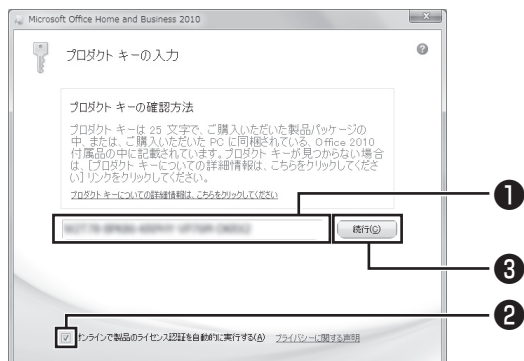 Microsoft Office Home and Business 2010
プロダクト キーの入力
プロダクト キーの確認方法
プロダクト キーは 25 文字で、ご購入いただいた製品パッケージの
中、または、ご購入いただいた PC に同梱されている、Office 2010
付属品の中に記載されています。プロダクト キーが見つからない場合
は、[プロダクト キーについての詳細情報は、こちらをクリックしてくださ
い] リンクをクリックしてください。
プロダクト キーについての詳細情報は、こちらをクリックしてください
❶
続行(C)
❸
❷
オンラインで製品のライセンス認証を自動的に実行する(A) プライバシーに関する声明